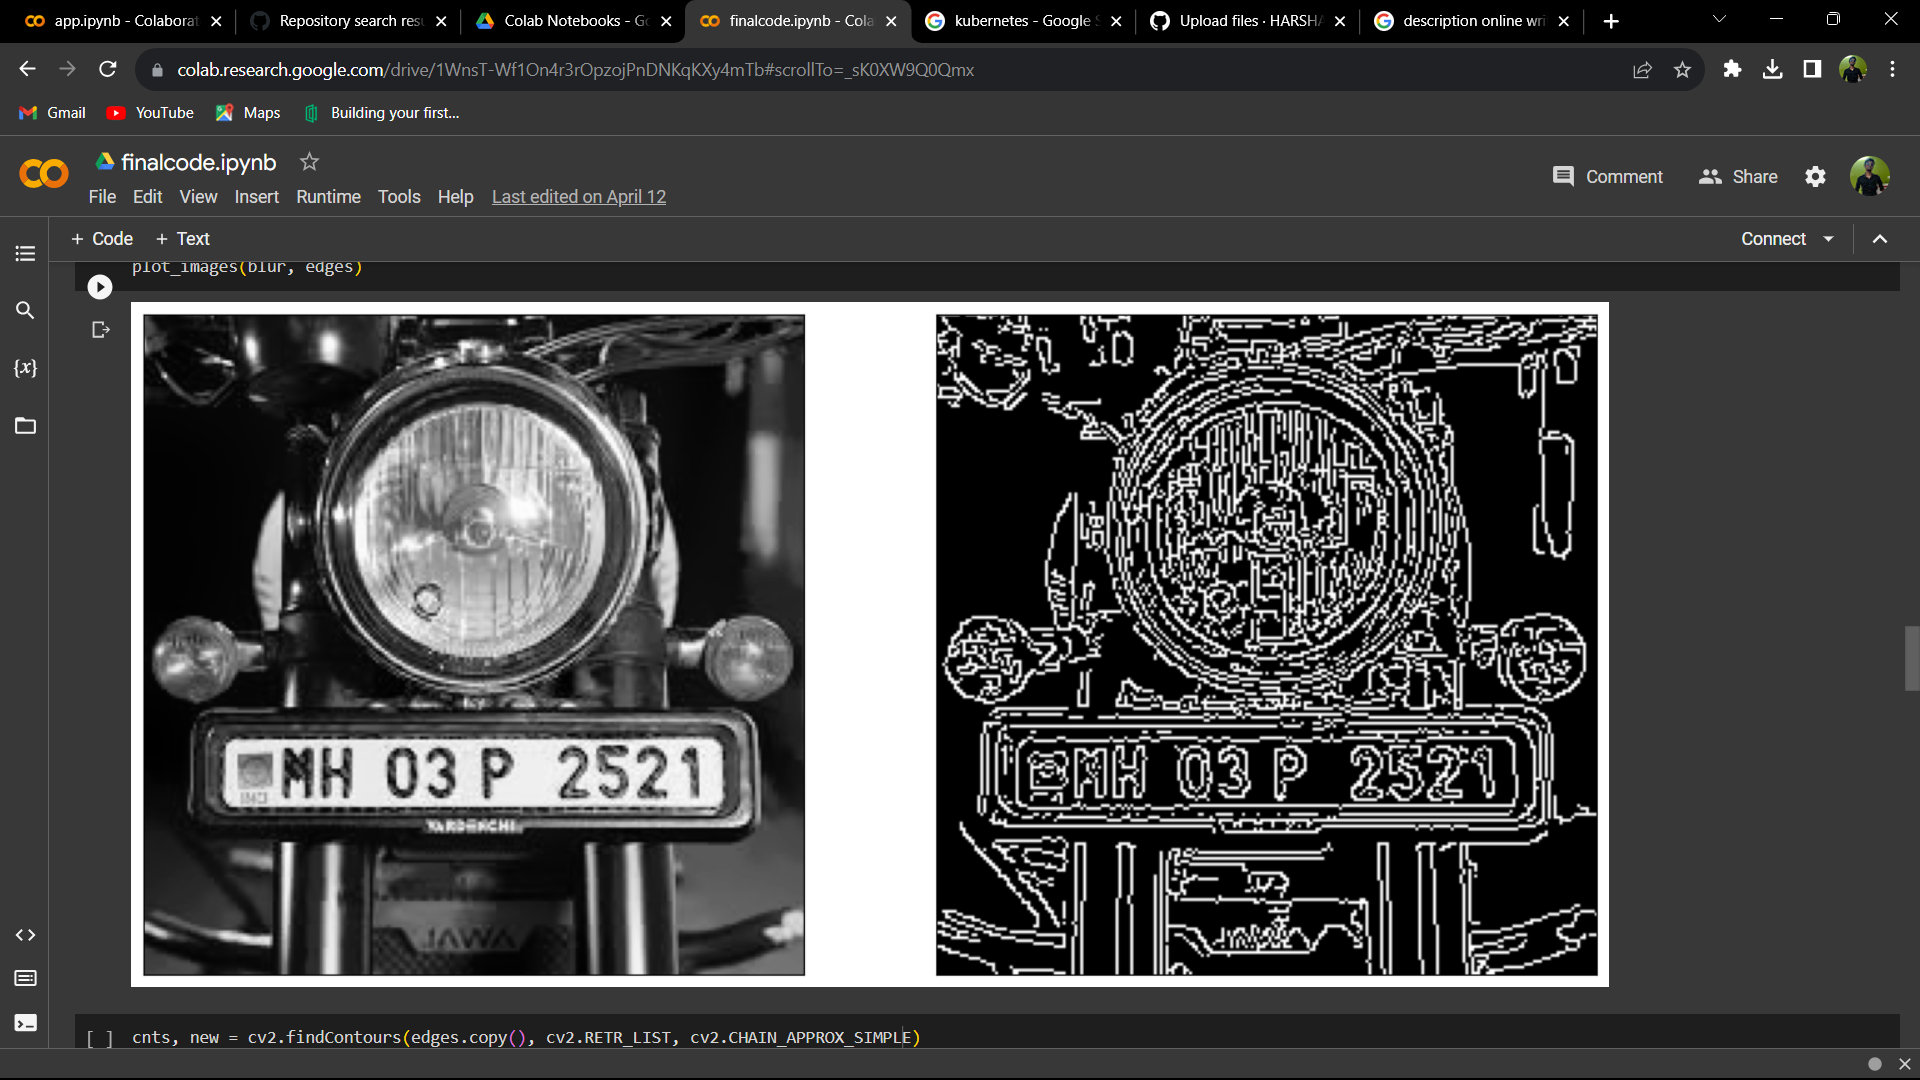 app.ipynb - Colaborat
Repository search resu
Colab Notebooks - Go
finalcode.ipynb - Cola
kubernetes - Google S
Upload files · HARSHA
description online wri
colab.research.google.com/drive/1WnsT-Wf1On4r3rOpzojPnDNKqKXy4mTb#scrollTo=_sK0XW9Q0Qmx
Gmail
YouTube
Maps
Building your first...
finalcode.ipynb
Comment
Share
File Edit View Insert Runtime Tools Help Last edited on April 12
+ Code + Text
Connect
plot_images(blur, edges)
{x}
MH 03 P 2521
MH 03 P 2521
IND
JAWA
[ ] cnts, new = cv2.findContours(edges.copy(), cv2.RETR_LIST, cv2.CHAIN_APPROX_SIMPLE)